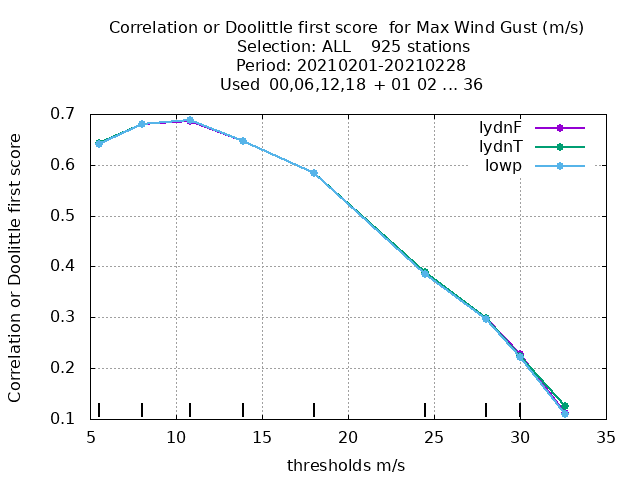 Correlation or Doolittle first score  for Max Wind Gust (m/s)
Selection: ALL    925 stations
Period: 20210201-20210228
Used  00,06,12,18  + 01 02 ... 36
Correlation or Doolittle first score
0.7
0.6
0.5
0.4
0.3
0.2
0.1
lydnF
lydnT
lowp
5 10 15 20 25 30 35
thresholds m/s